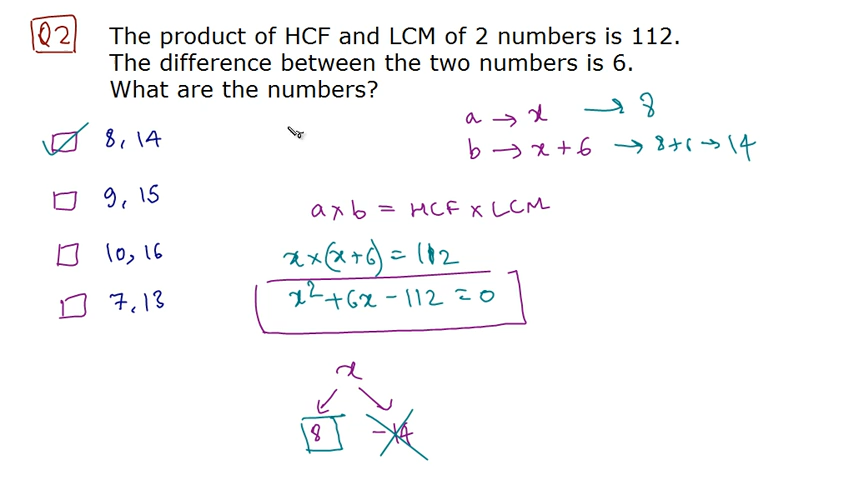 Q2
The product of HCF and LCM of 2 numbers is 112.
The difference between the two numbers is 6.
What are the numbers?
a → x → 8
b → x + 6 → 8+6 → 14
8, 14
9, 15
10, 16
7, 13
a x b = HCF x LCM
x x (x+6) = 112
x² + 6x - 112 = 0
x
8 -14